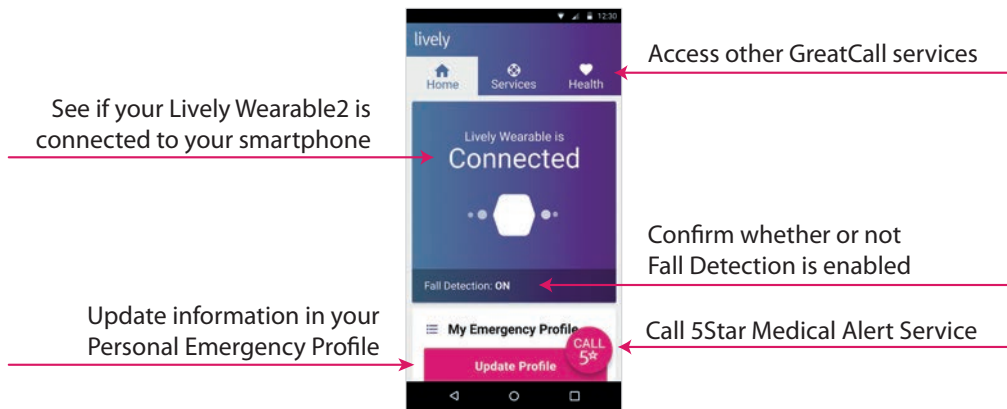 12:30
lively
Home
Services
Health
Access other GreatCall services
See if your Lively Wearable2 is
connected to your smartphone
Lively Wearable is
Connected
Confirm whether or not
Fall Detection is enabled
Fall Detection: ON
Update information in your
Personal Emergency Profile
My Emergency Profile
CALL
5☆
Call 5Star Medical Alert Service
Update Profile